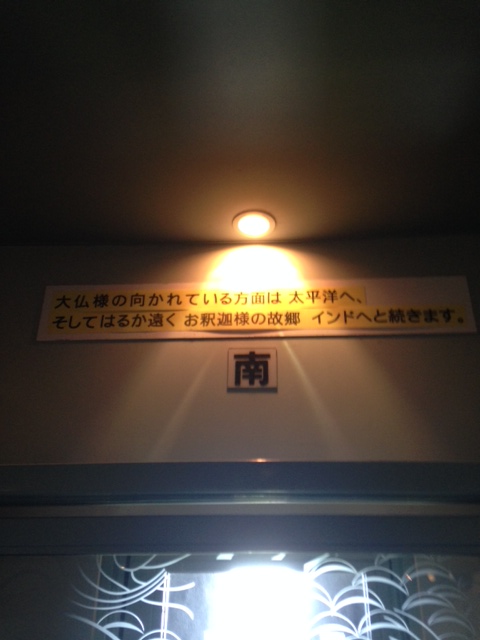 大仏様の向かれている方面は 太平洋へ、
そしてはるか遠く お釈迦様の故郷 インドへと続きます。
南